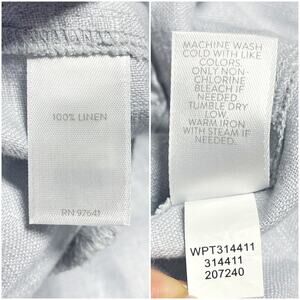 100% LINEN
RN 97641
MACHINE WASH
COLD WITH LIKE
COLORS.
ONLY NON-
CHLORINE
BLEACH IF
NEEDED.
TUMBLE DRY
LOW.
WARM IRON
WITH STEAM IF
NEEDED.
WPT314411
314411
207240